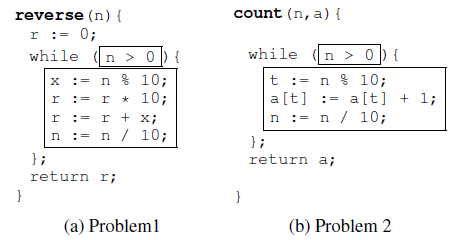 reverse(n){
r := 0;
while (n > 0){
x := n % 10;
r := r * 10;
r := r + x;
n := n / 10;
};
return r;
}
(a) Problem1
count(n,a){
while (n > 0){
t := n % 10;
a[t] := a[t] + 1;
n := n / 10;
};
return a;
}
(b) Problem 2